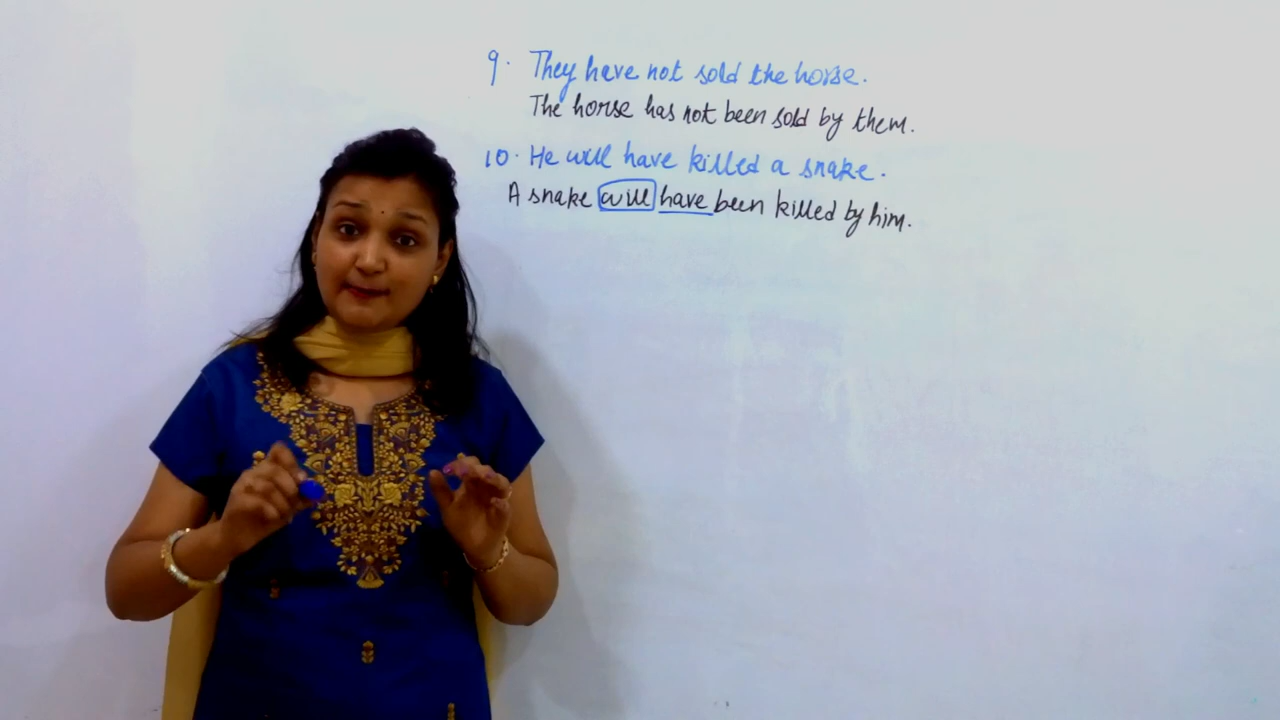 9. They have not sold the horse.
The horse has not been sold by them.
10. He will have killed a snake.
A snake will have been killed by him.